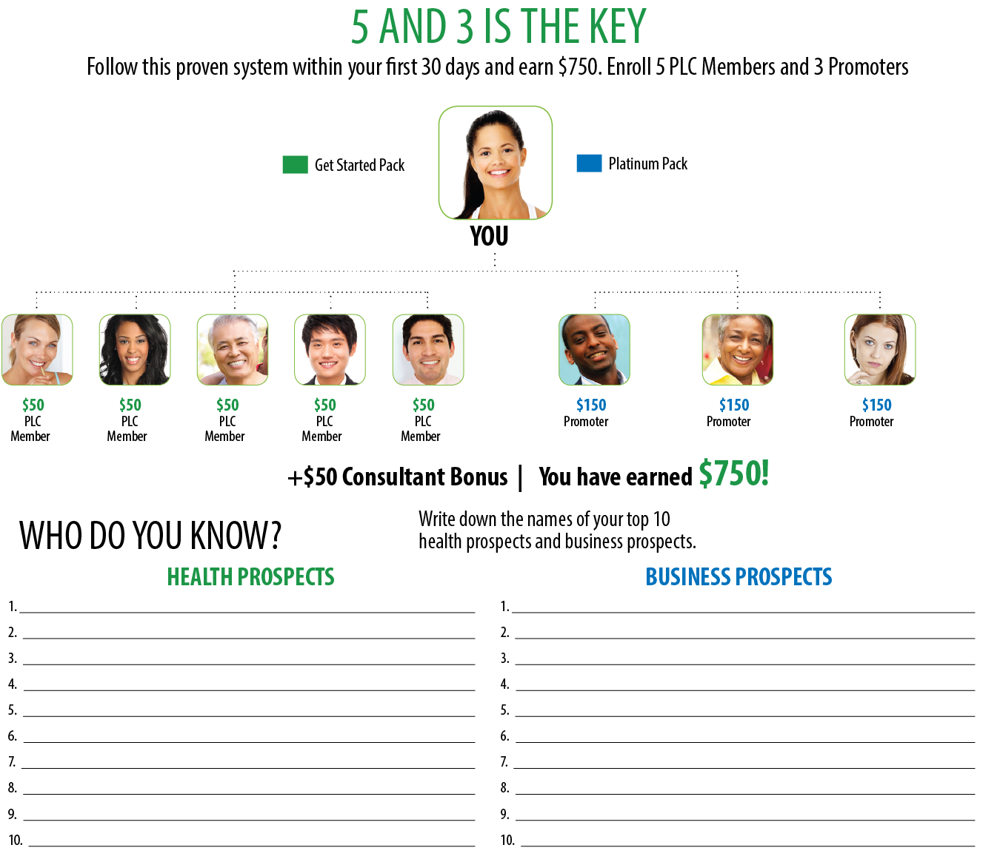 5 AND 3 IS THE KEY
Follow this proven system within your first 30 days and earn $750. Enroll 5 PLC Members and 3 Promoters
Get Started Pack
Platinum Pack
YOU
$50 $50 $50 $50 $50 $150 $150 $150
PLC PLC PLC PLC PLC Promoter Promoter Promoter
Member Member Member Member Member
+$50 Consultant Bonus | You have earned $750!
WHO DO YOU KNOW?
Write down the names of your top 10
health prospects and business prospects.
HEALTH PROSPECTS
1.
2.
3.
4.
5.
6.
7.
8.
9.
10.
BUSINESS PROSPECTS
1.
2.
3.
4.
5.
6.
7.
8.
9.
10.